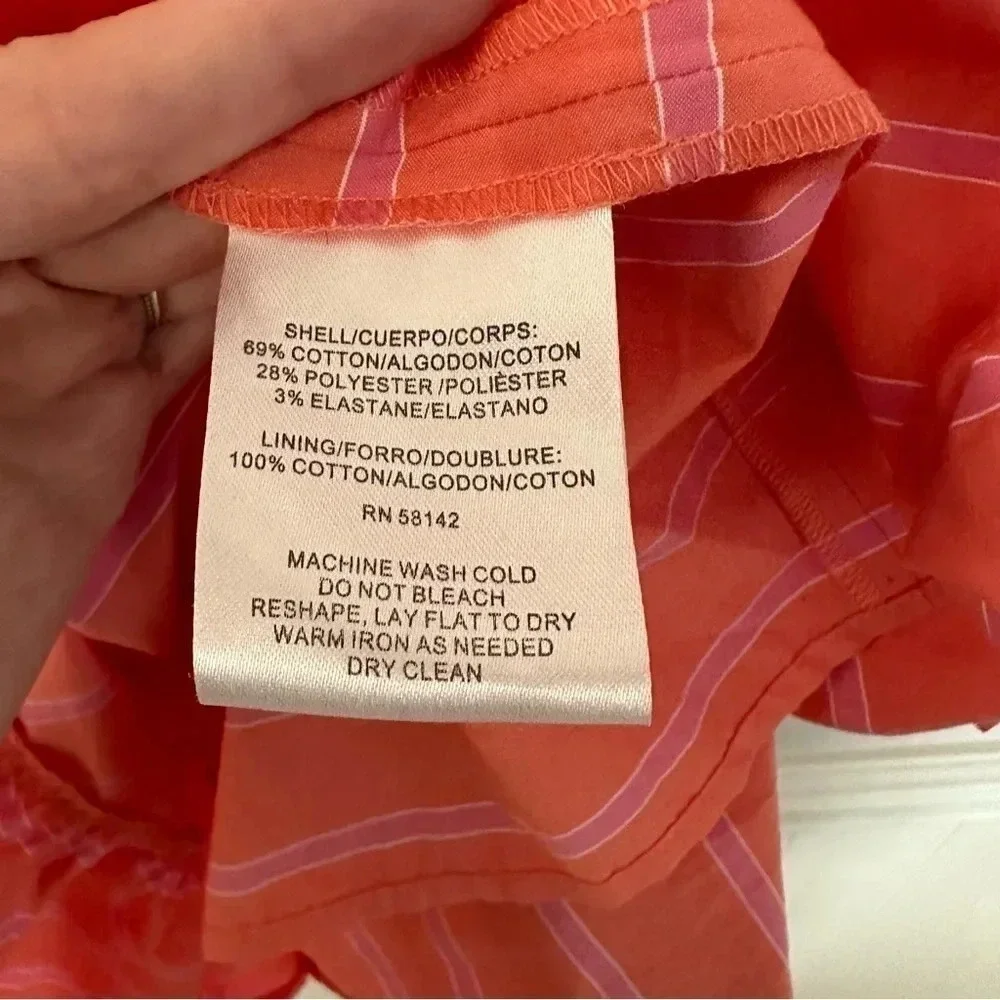 SHELL/CUERPO/CORPS:
69% COTTON/ALGODON/COTON
28% POLYESTER /POLIÈSTER
3% ELASTANE/ELASTANO
LINING/FORRO/DOUBLURE:
100% COTTON/ALGODON/COTON
RN 58142
MACHINE WASH COLD
DO NOT BLEACH
RESHAPE, LAY FLAT TO DRY
WARM IRON AS NEEDED
DRY CLEAN